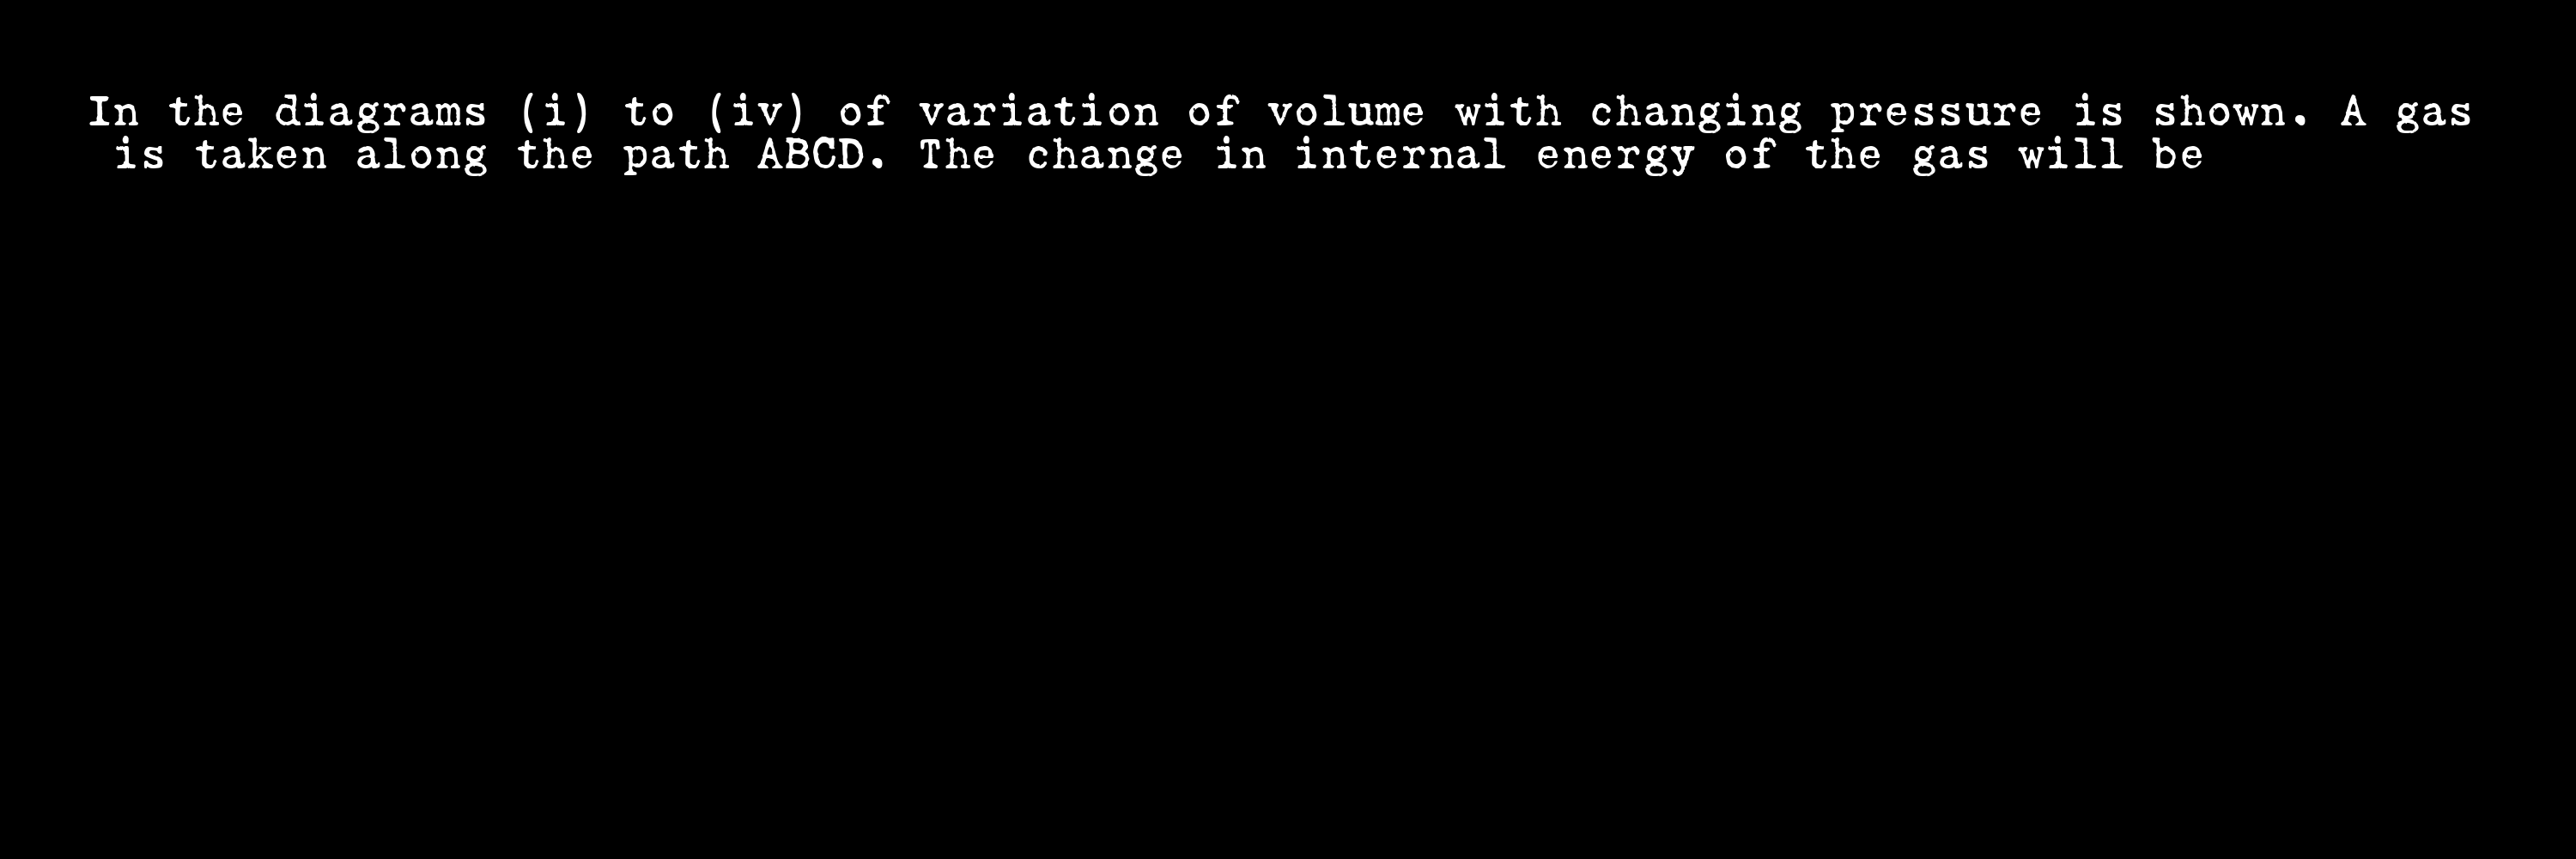 In the diagrams (i) to (iv) of variation of volume with changing pressure is shown. A gas
is taken along the path ABCD. The change in internal energy of the gas will be